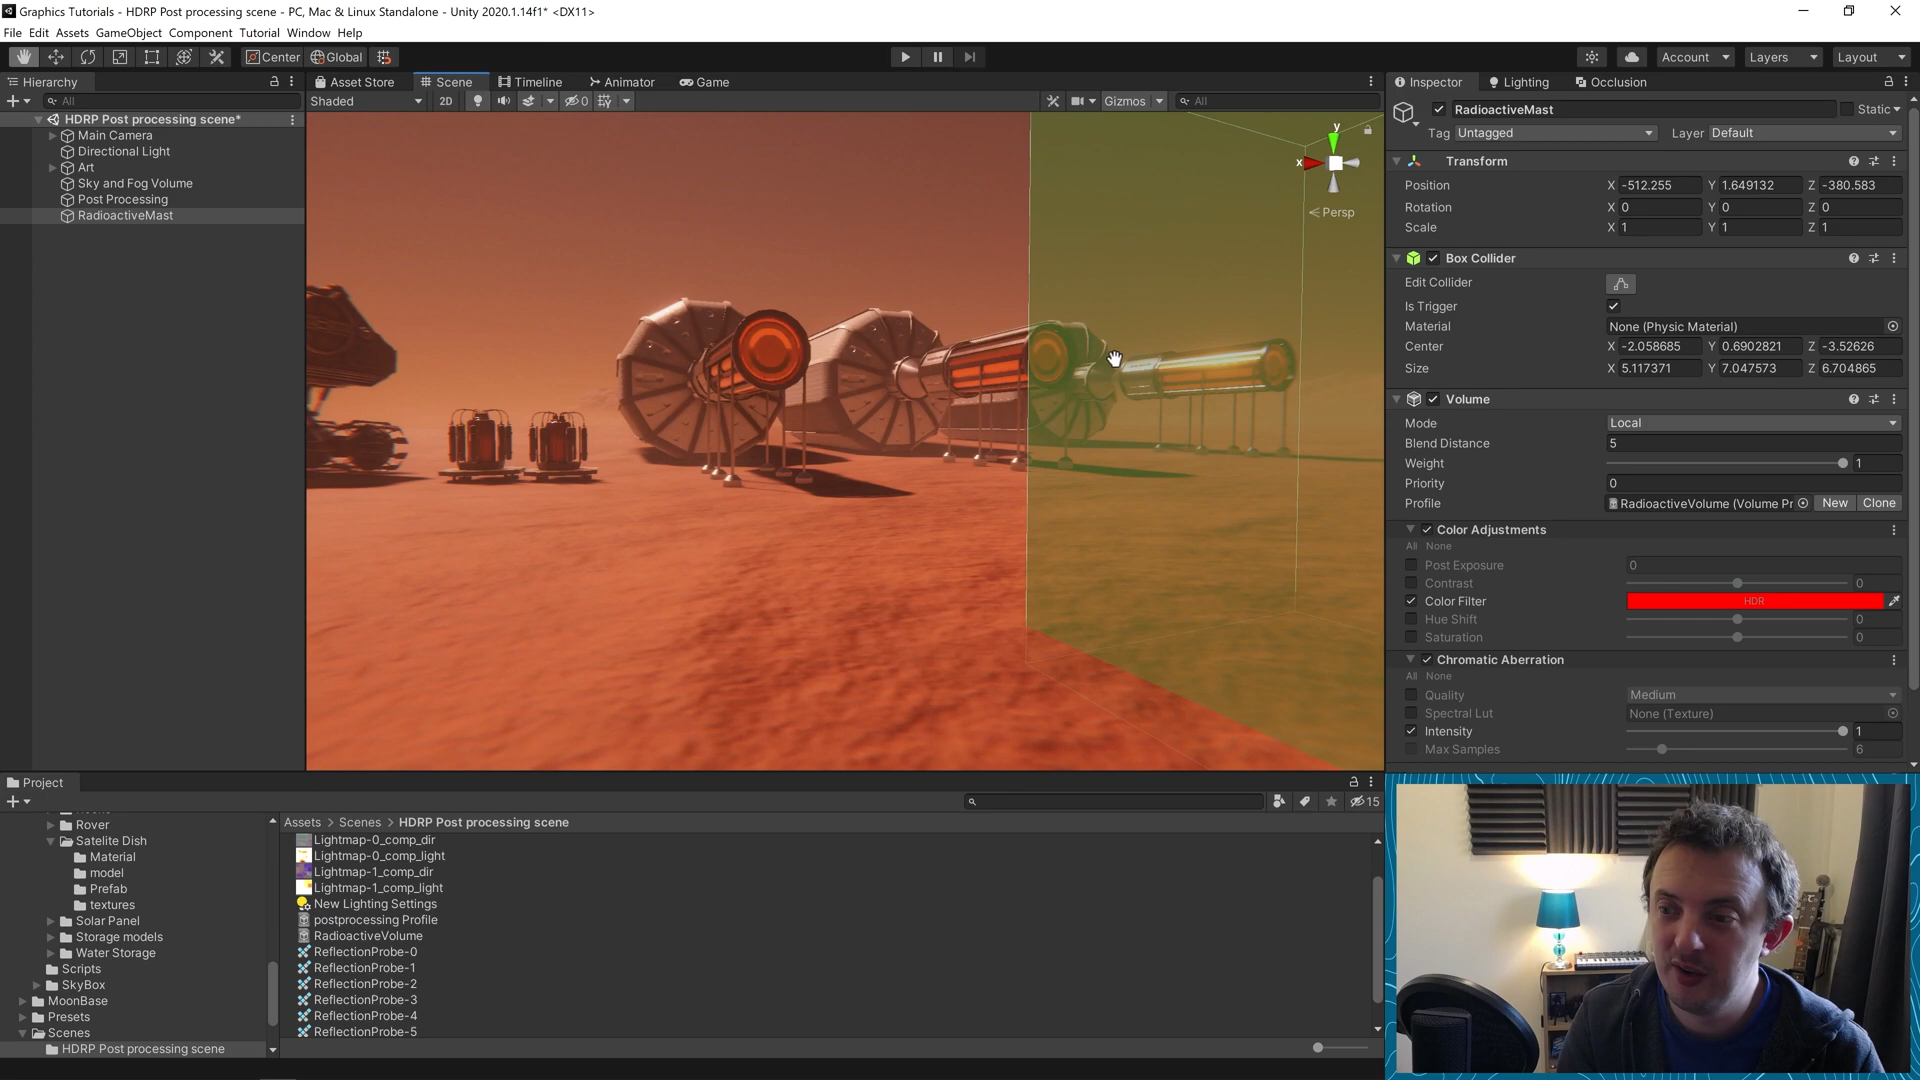 Graphics Tutorials - HDRP Post processing scene - PC, Mac & Linux Standalone - Unity 2020.1.14f1* <DX11>
File Edit Assets GameObject Component Tutorial Window Help
Center Global Account Layers Layout
Hierarchy
All
HDRP Post processing scene*
Main Camera
Directional Light
Art
Sky and Fog Volume
Post Processing
RadioactiveMast
Asset Store Scene Timeline Animator Game
Shaded 2D 0 Gizmos All
y
x
Persp
Inspector Lighting Occlusion
RadioactiveMast Static
Tag Untagged Layer Default
Transform
Position X -512.255 Y 1.649132 Z -380.583
Rotation X 0 Y 0 Z 0
Scale X 1 Y 1 Z 1
Box Collider
Edit Collider
Is Trigger
Material None (Physic Material)
Center X -2.058685 Y 0.6902821 Z -3.52626
Size X 5.117371 Y 7.047573 Z 6.704865
Volume
Mode Local
Blend Distance 5
Weight 1
Priority 0
Profile RadioactiveVolume (Volume Pr New Clone
Color Adjustments
All None
Post Exposure 0
Contrast 0
Color Filter HDR
Hue Shift 0
Saturation 0
Chromatic Aberration
All None
Quality Medium
Spectral Lut None (Texture)
Intensity 1
Max Samples 6
Project
15
Rover
Satelite Dish
Material
model
Prefab
textures
Solar Panel
Storage models
Water Storage
Scripts
SkyBox
MoonBase
Presets
Scenes
HDRP Post processing scene
Assets > Scenes > HDRP Post processing scene
Lightmap-0_comp_dir
Lightmap-0_comp_light
Lightmap-1_comp_dir
Lightmap-1_comp_light
New Lighting Settings
postprocessing Profile
RadioactiveVolume
ReflectionProbe-0
ReflectionProbe-1
ReflectionProbe-2
ReflectionProbe-3
ReflectionProbe-4
ReflectionProbe-5